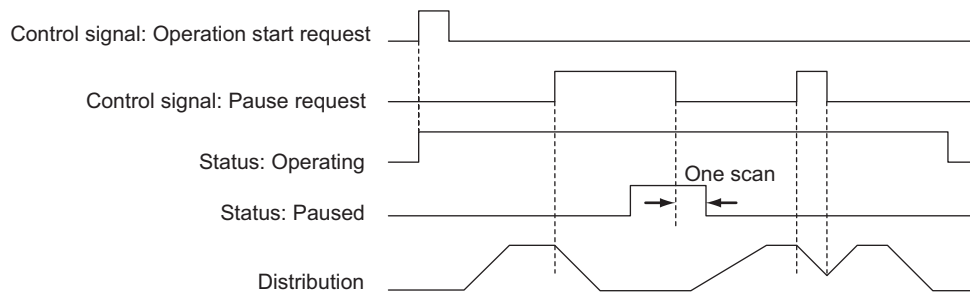 Control signal: Operation start request
Control signal: Pause request
Status: Operating
One scan
Status: Paused
Distribution